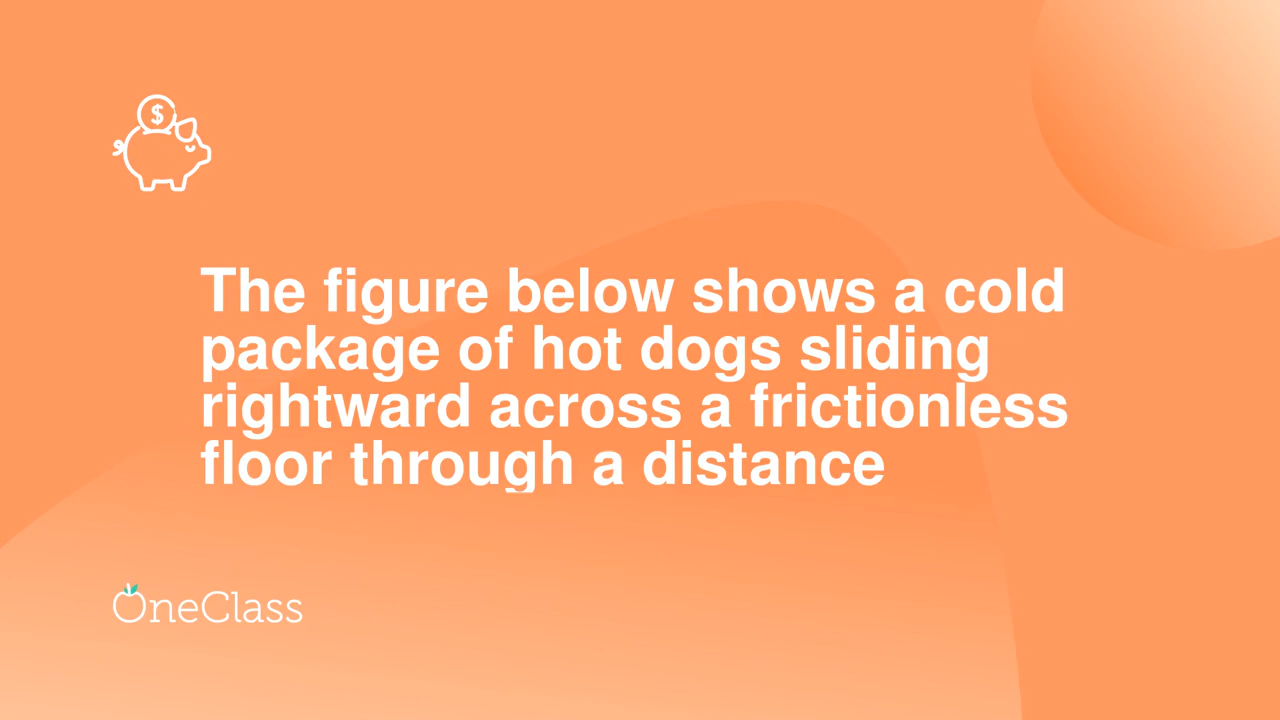 $
The figure below shows a cold
package of hot dogs sliding
rightward across a frictionless
floor through a distance
OneClass